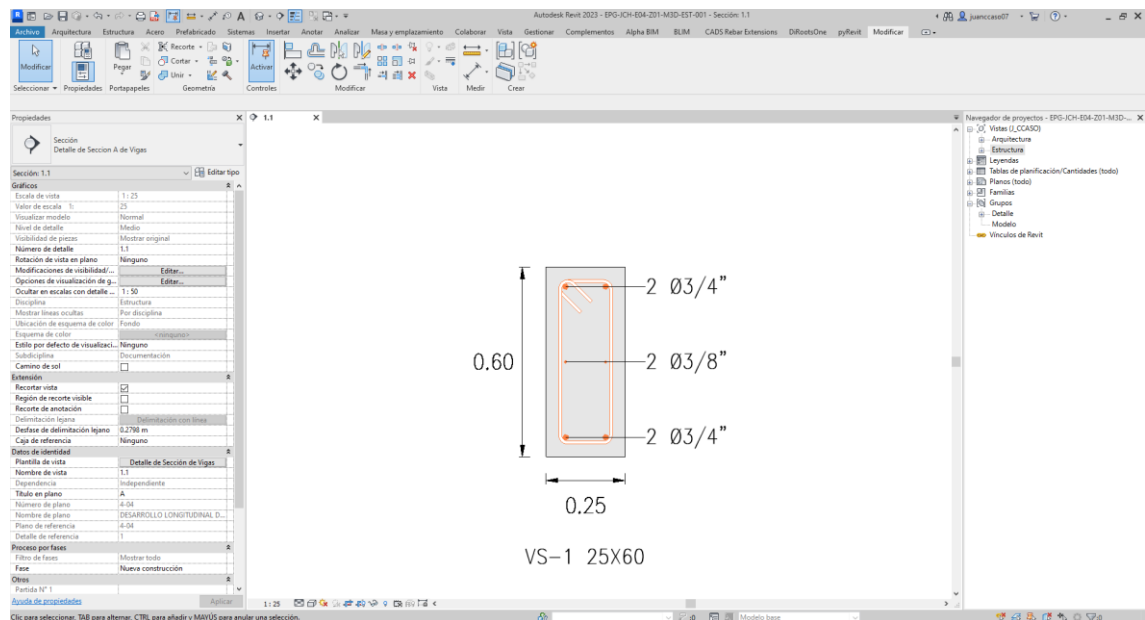 Autodesk Revit 2023 - EPG-JCH-E04-Z01-M3D-EST-001 - Sección: 1.1
juenccaso07
Archivo Arquitectura Estructura Acero Prefabricado Sistemas Insertar Anotar Analizar Masa y emplazamiento Colaborar Vista Gestionar Complementos Alpha BIM BLIM CADS Rebar Extensions DiRootsOne pyRevit Modificar
Modificar
Pegar
Recorte
Cortar
Unir
Activar
Seleccionar Propiedades Portapapeles Geometría Controles Modificar Vista Medir Crear
Propiedades
Sección
Detalle de Seccion A de Vigas
Sección: 1.1 Editar tipo
Gráficos
Escala de vista 1 : 25
Valor de escala 1: 25
Visualizar modelo Normal
Nivel de detalle Medio
Visibilidad de piezas Mostrar original
Número de detalle 1.1
Rotación de vista en plano Ninguno
Modificaciones de visibilidad/... Editar...
Opciones de visualización de g... Editar...
Ocultar en escalas con detalle ... 1 : 50
Disciplina Estructura
Mostrar líneas ocultas Por disciplina
Ubicación de esquema de color Fondo
Esquema de color <ninguno>
Estilo por defecto de visualizaci... Ninguno
Subdisciplina Documentación
Camino de sol
Extensión
Recortar vista
Región de recorte visible
Recorte de anotación
Delimitación lejana Delimitación con línea
Desfase de delimitación lejano 0.2798 m
Caja de referencia Ninguno
Datos de identidad
Plantilla de vista Detalle de Sección de Vigas
Nombre de vista 1.1
Dependencia Independiente
Título en plano A
Número de plano 4-04
Nombre de plano DESARROLLO LONGITUDINAL D...
Plano de referencia 4-04
Detalle de referencia 1
Proceso por fases
Filtro de fases Mostrar todo
Fase Nueva construcción
Otros
Partida N° 1
Ayuda de propiedades Aplicar
1.1
2 Ø3/4"
0.60
2 Ø3/8"
2 Ø3/4"
0.25
VS-1 25X60
Navegador de proyectos - EPG-JCH-E04-Z01-M3D-...
Vistas (J_CCASO)
Arquitectura
Estructura
Leyendas
Tablas de planificación/Cantidades (todo)
Planos (todo)
Familias
Grupos
Detalle
Modelo
Vínculos de Revit
1 : 25
Clic para seleccionar, TAB para alternar, CTRL para añadir y MAYÚS para anular una selección.
:0
Modelo base
:0